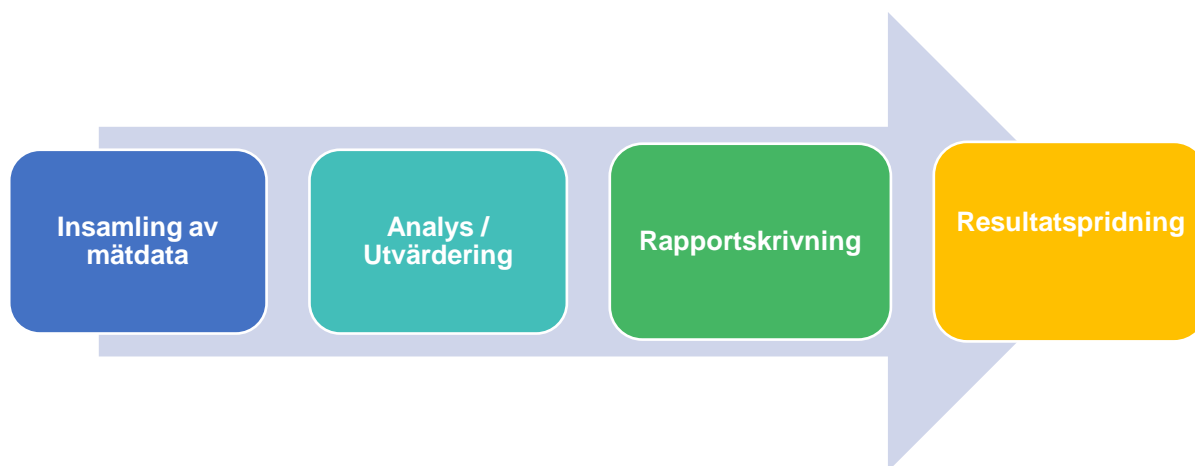 Insamling av
mätdata
Analys /
Utvärdering
Rapportskrivning
Resultatspridning